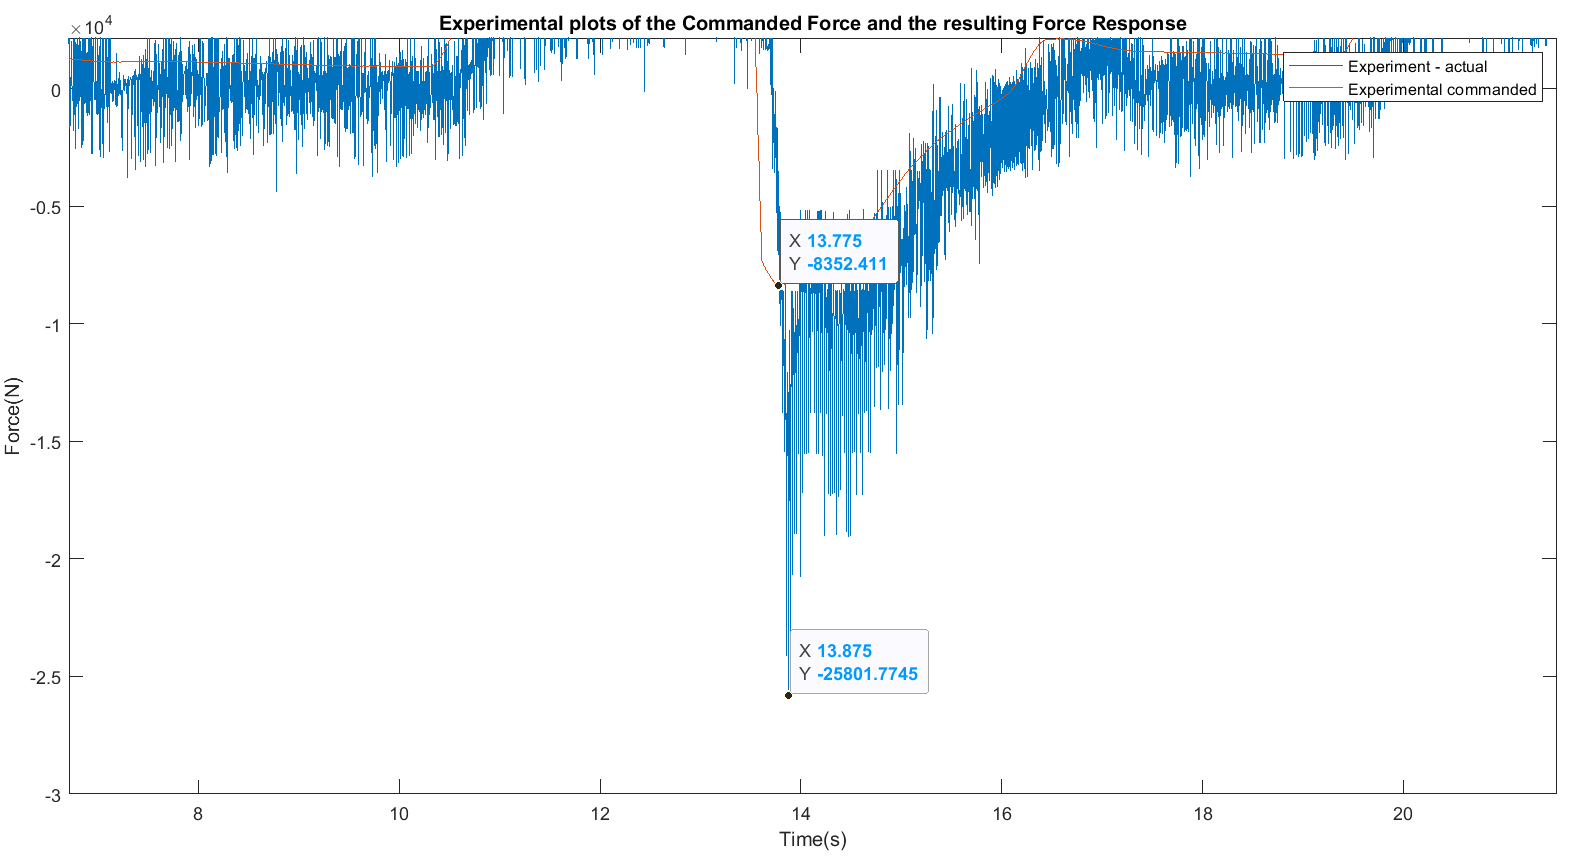 Experimental plots of the Commanded Force and the resulting Force Response
×10⁴
Experiment - actual
Experimental commanded
0
-0.5
-1
-1.5
-2
-2.5
-3
Force(N)
X 13.775
Y -8352.411
X 13.875
Y -25801.7745
8
10
12
14
16
18
20
Time(s)